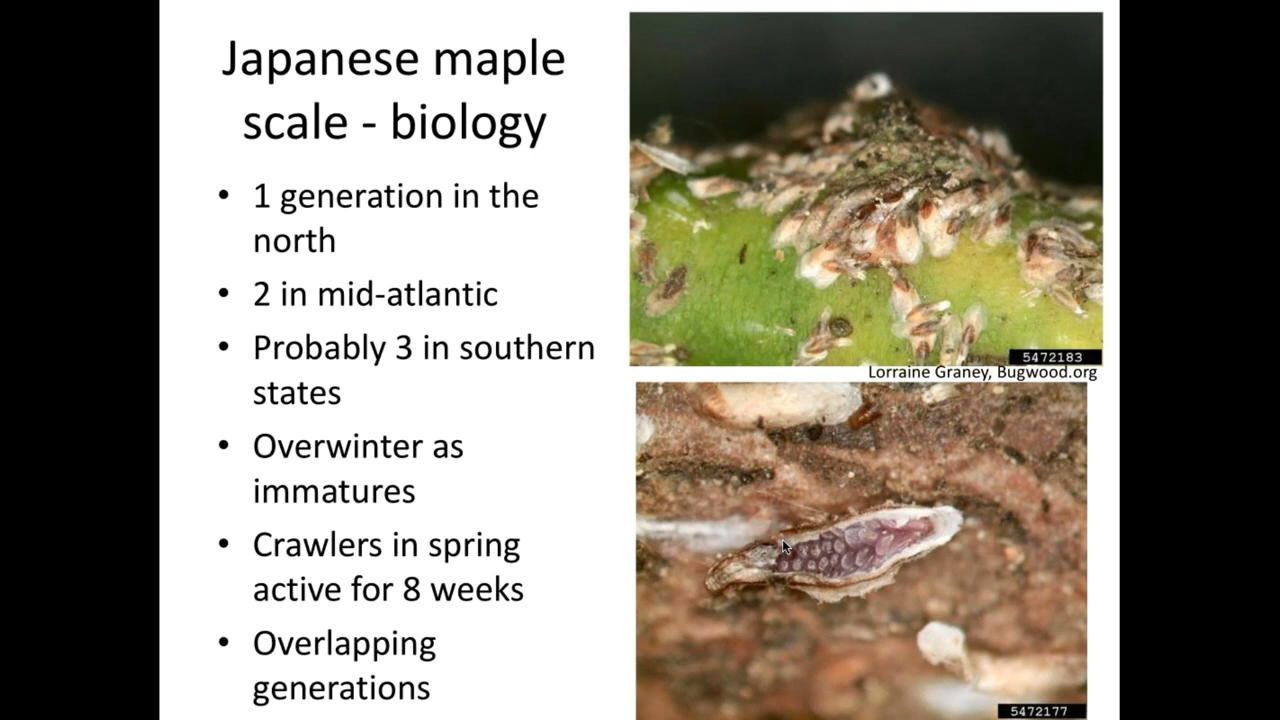 Japanese maple
scale - biology
• 1 generation in the
north
• 2 in mid-atlantic
• Probably 3 in southern
states
• Overwinter as
immatures
• Crawlers in spring
active for 8 weeks
• Overlapping
generations
5472183
Lorraine Graney, Bugwood.org
5472177